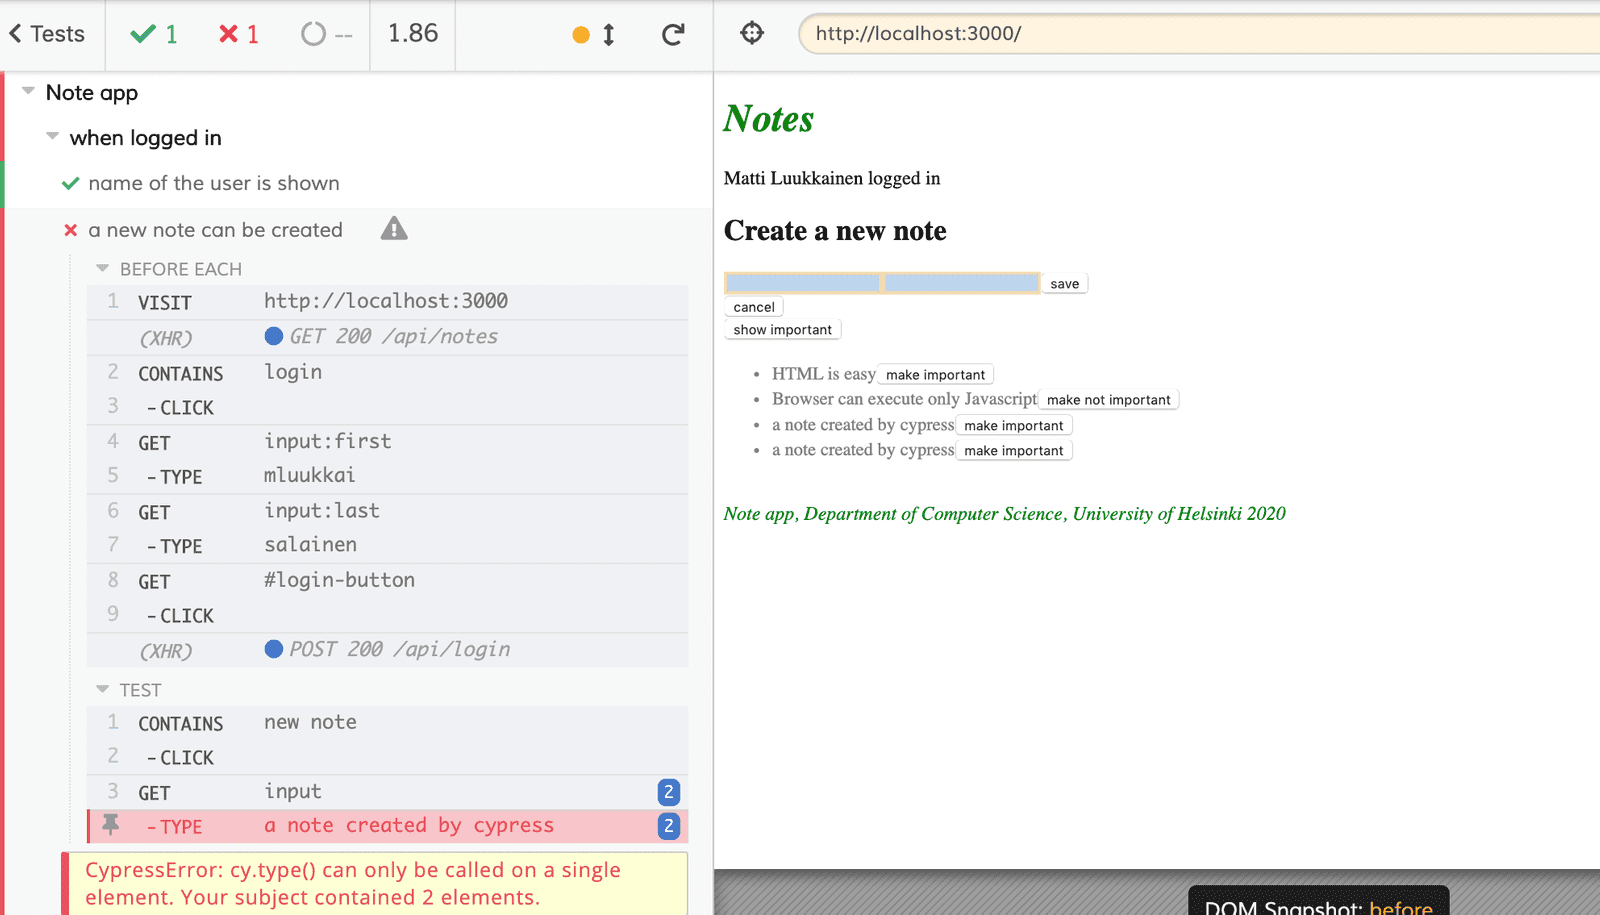 Tests 1 1 -- 1.86
http://localhost:3000/
Note app
when logged in
name of the user is shown
a new note can be created
BEFORE EACH
1 VISIT http://localhost:3000
(XHR) GET 200 /api/notes
2 CONTAINS login
3 -CLICK
4 GET input:first
5 -TYPE mluukkai
6 GET input:last
7 -TYPE salainen
8 GET #login-button
9 -CLICK
(XHR) POST 200 /api/login
TEST
1 CONTAINS new note
2 -CLICK
3 GET input 2
-TYPE a note created by cypress 2
CypressError: cy.type() can only be called on a single
element. Your subject contained 2 elements.
Notes
Matti Luukkainen logged in
Create a new note
save
cancel
show important
• HTML is easy make important
• Browser can execute only Javascript make not important
• a note created by cypress make important
• a note created by cypress make important
Note app, Department of Computer Science, University of Helsinki 2020
DOM Snapshot: before